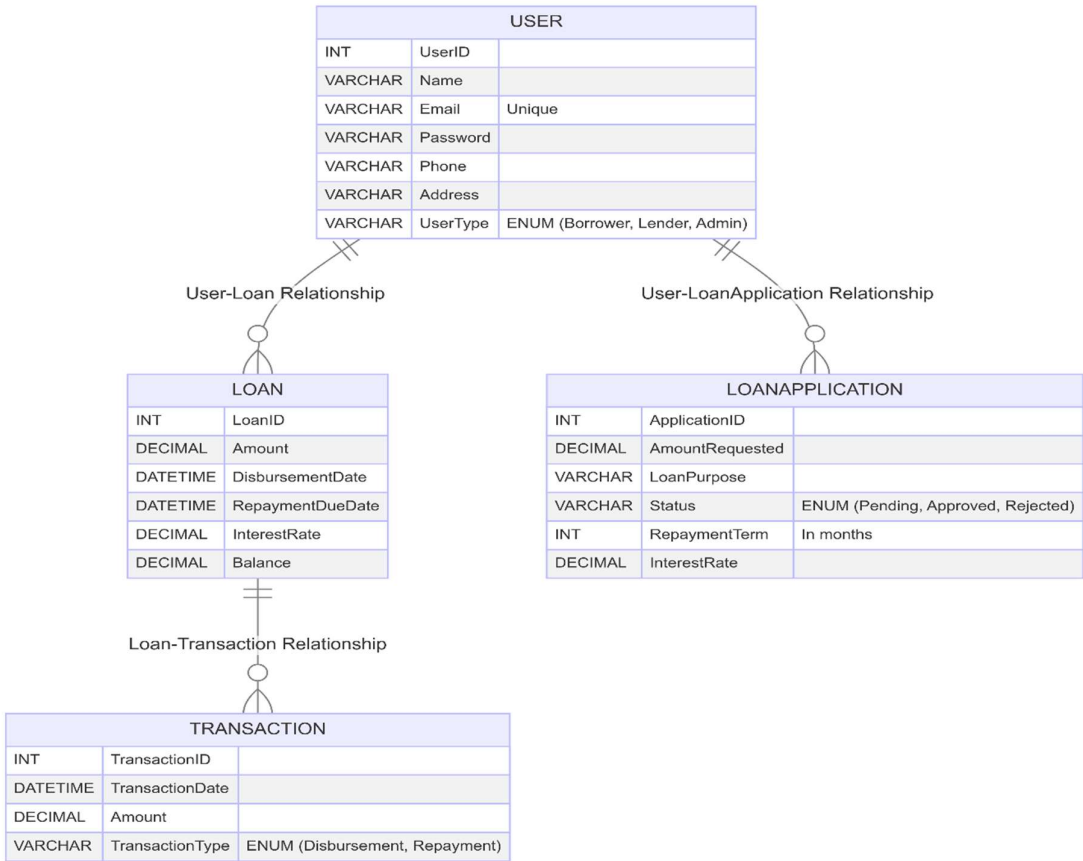 USER
INT UserID
VARCHAR Name
VARCHAR Email Unique
VARCHAR Password
VARCHAR Phone
VARCHAR Address
VARCHAR UserType ENUM (Borrower, Lender, Admin)
User-Loan Relationship
User-LoanApplication Relationship
LOAN
INT LoanID
DECIMAL Amount
DATETIME DisbursementDate
DATETIME RepaymentDueDate
DECIMAL InterestRate
DECIMAL Balance
LOANAPPLICATION
INT ApplicationID
DECIMAL AmountRequested
VARCHAR LoanPurpose
VARCHAR Status ENUM (Pending, Approved, Rejected)
INT RepaymentTerm In months
DECIMAL InterestRate
Loan-Transaction Relationship
TRANSACTION
INT TransactionID
DATETIME TransactionDate
DECIMAL Amount
VARCHAR TransactionType ENUM (Disbursement, Repayment)